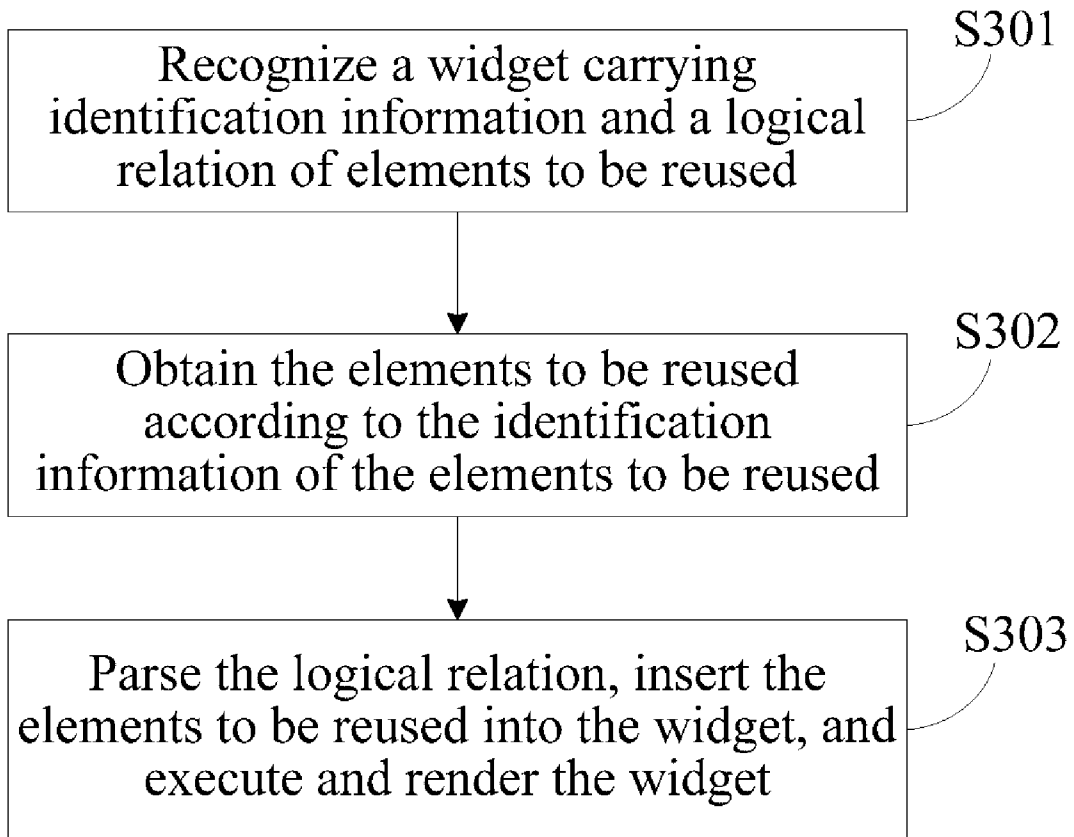 S301
Recognize a widget carrying
identification information and a logical
relation of elements to be reused
S302
Obtain the elements to be reused
according to the identification
information of the elements to be reused
S303
Parse the logical relation, insert the
elements to be reused into the widget, and
execute and render the widget